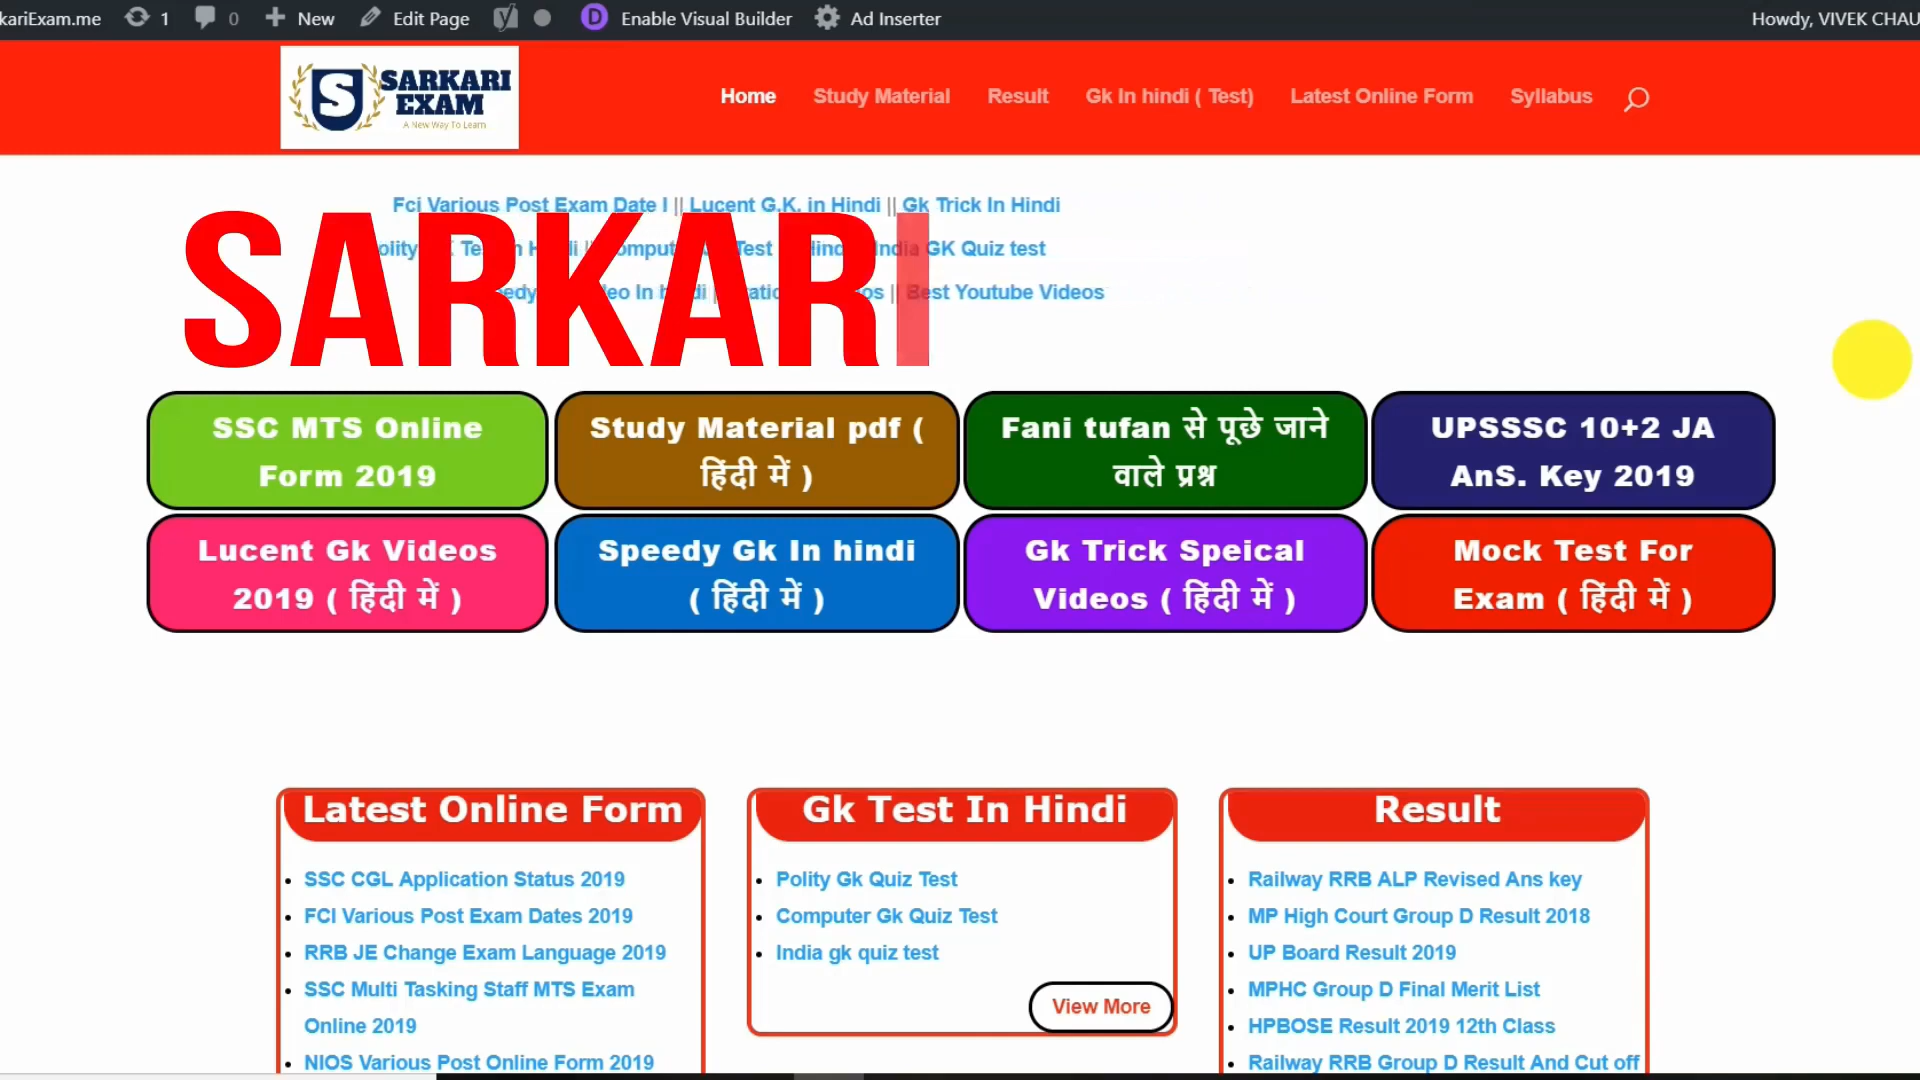 kariExam.me 1 0 New Edit Page Enable Visual Builder Ad Inserter Howdy, VIVEK CHAU
S SARKARI EXAM
A New Way To Learn
Home Study Material Result Gk In hindi ( Test) Latest Online Form Syllabus
Fci Various Post Exam Date I || Lucent G.K. in Hindi || Gk Trick In Hindi
GK Quiz test
|| Best Youtube Videos
SARKARI
SSC MTS Online
Form 2019
Study Material pdf (
हिंदी में )
Fani tufan से पूछे जाने
वाले प्रश्न
UPSSSC 10+2 JA
AnS. Key 2019
Lucent Gk Videos
2019 ( हिंदी में )
Speedy Gk In hindi
( हिंदी में )
Gk Trick Speical
Videos ( हिंदी में )
Mock Test For
Exam ( हिंदी में )
Latest Online Form
SSC CGL Application Status 2019
FCI Various Post Exam Dates 2019
RRB JE Change Exam Language 2019
SSC Multi Tasking Staff MTS Exam
Online 2019
NIOS Various Post Online Form 2019
Gk Test In Hindi
Polity Gk Quiz Test
Computer Gk Quiz Test
India gk quiz test
View More
Result
Railway RRB ALP Revised Ans key
MP High Court Group D Result 2018
UP Board Result 2019
MPHC Group D Final Merit List
HPBOSE Result 2019 12th Class
Railway RRB Group D Result And Cut off